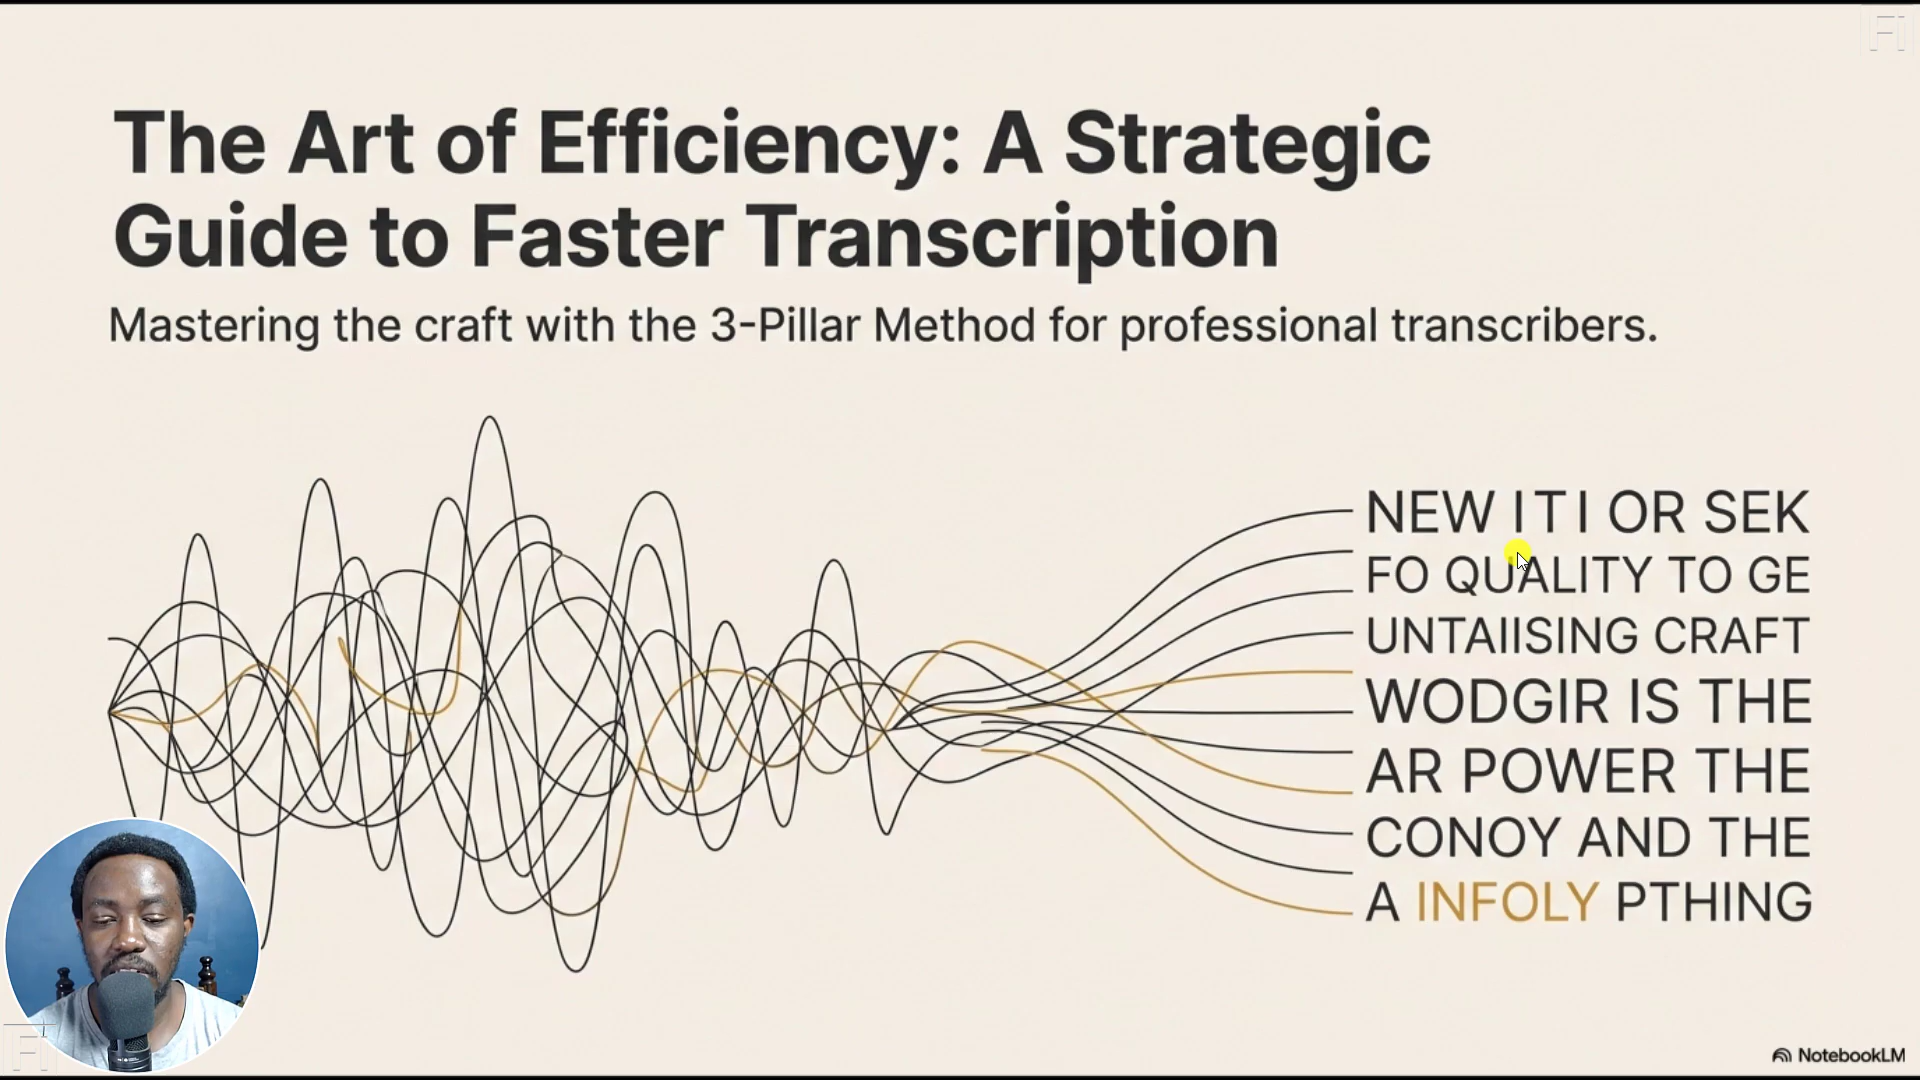 The Art of Efficiency: A Strategic
Guide to Faster Transcription
Mastering the craft with the 3-Pillar Method for professional transcribers.
NEW ITI OR SEK
FO QUALITY TO GE
UNTAIISING CRAFT
WODGIR IS THE
AR POWER THE
CONOY AND THE
A INFOLY PTHING
NotebookLM